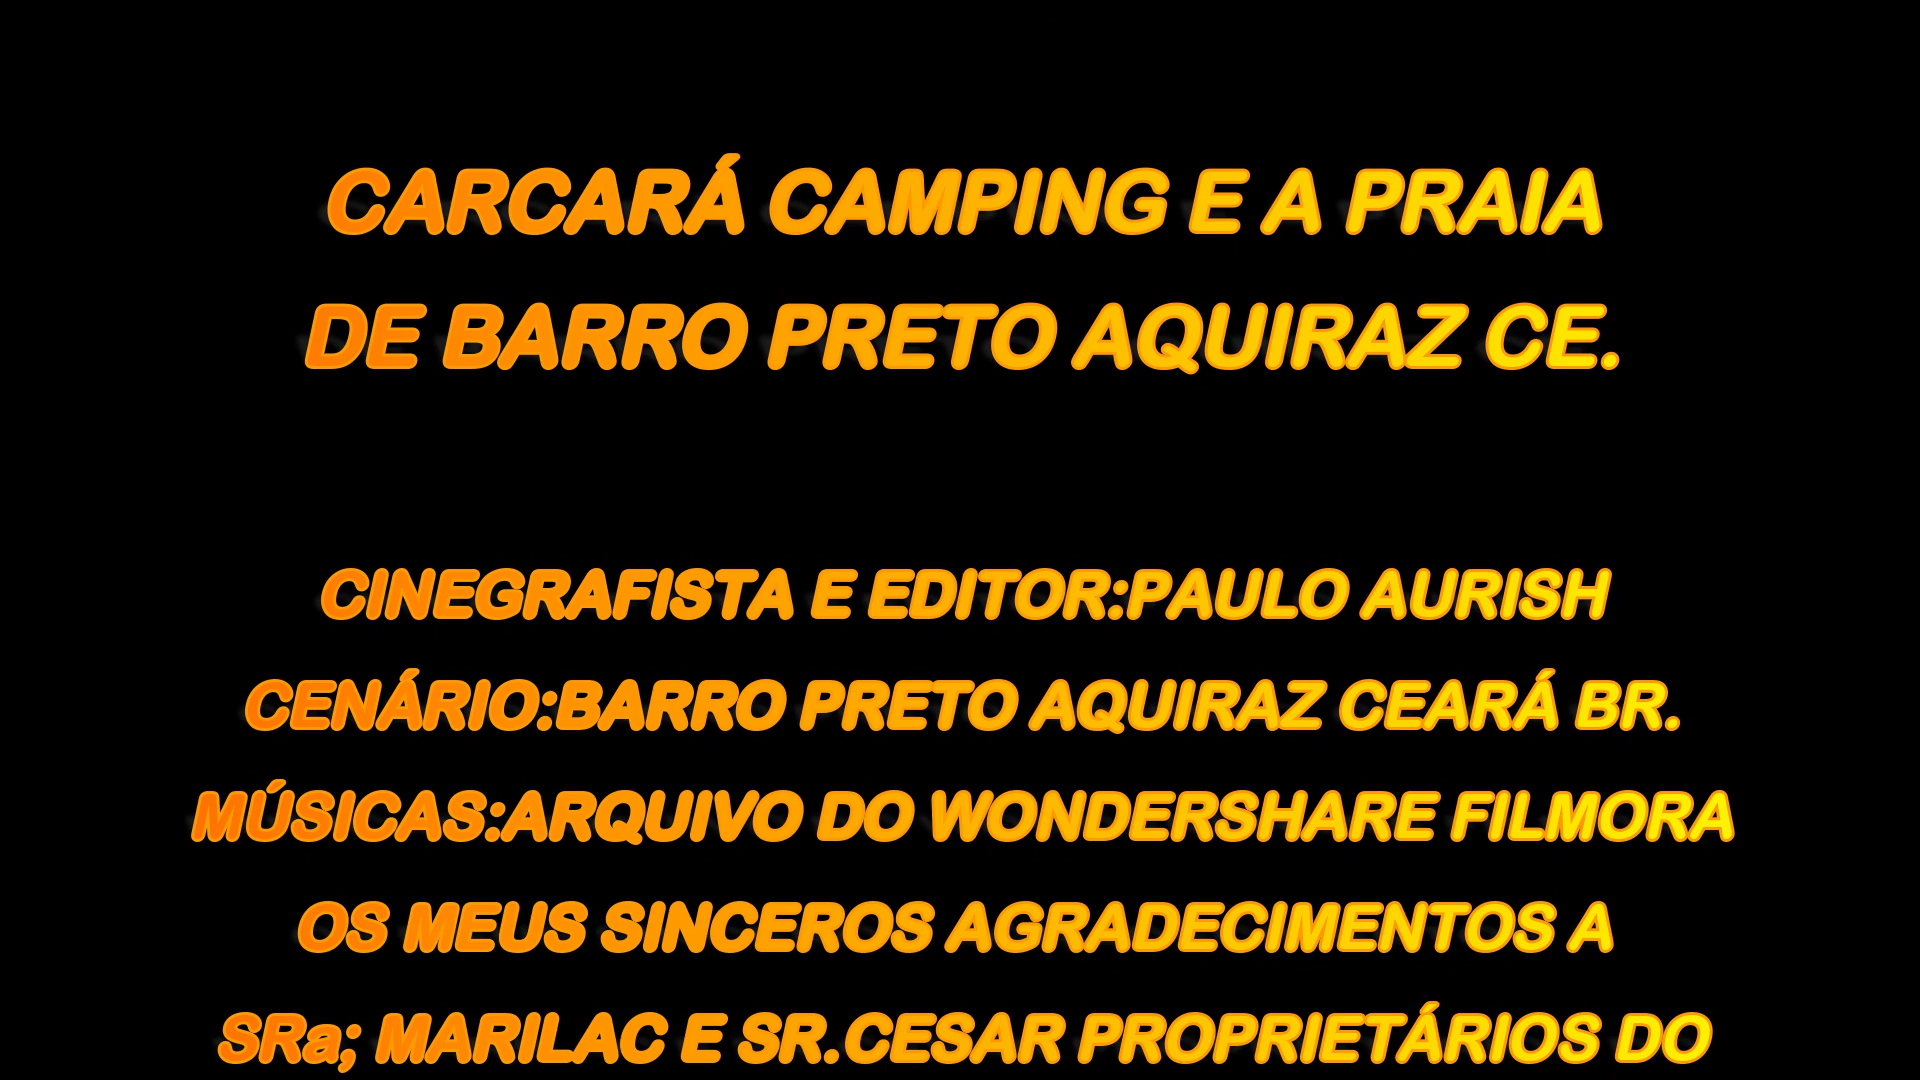 CARCARÁ CAMPING E A PRAIA
DE BARRO PRETO AQUIRAZ CE.
CINEGRAFISTA E EDITOR:PAULO AURISH
CENÁRIO:BARRO PRETO AQUIRAZ CEARÁ BR.
MÚSICAS:ARQUIVO DO WONDERSHARE FILMORA
OS MEUS SINCEROS AGRADECIMENTOS A
SRa; MARILAC E SR.CESAR PROPRIETÁRIOS DO